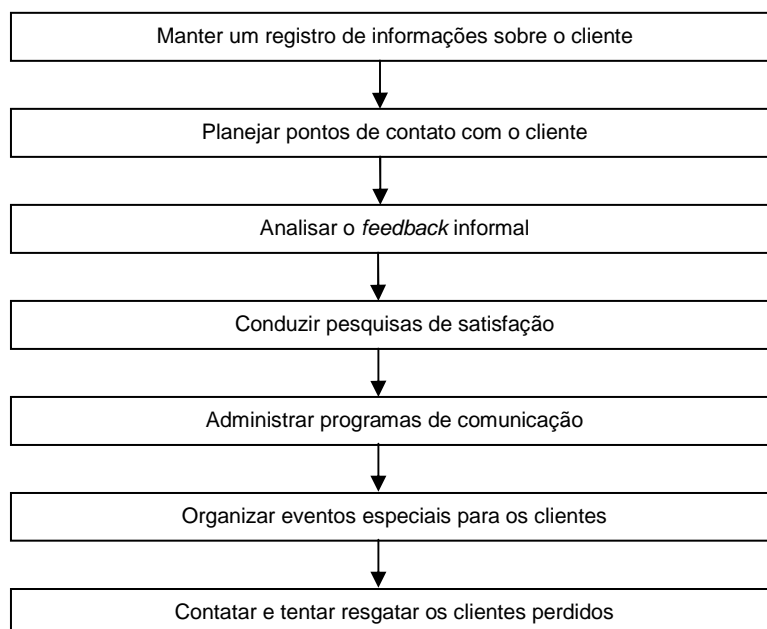 Manter um registro de informações sobre o cliente
Planejar pontos de contato com o cliente
Analisar o feedback informal
Conduzir pesquisas de satisfação
Administrar programas de comunicação
Organizar eventos especiais para os clientes
Contatar e tentar resgatar os clientes perdidos